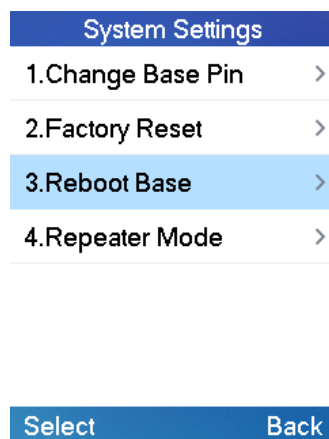 System Settings
1.Change Base Pin
2.Factory Reset
3.Reboot Base
4.Repeater Mode
Select Back